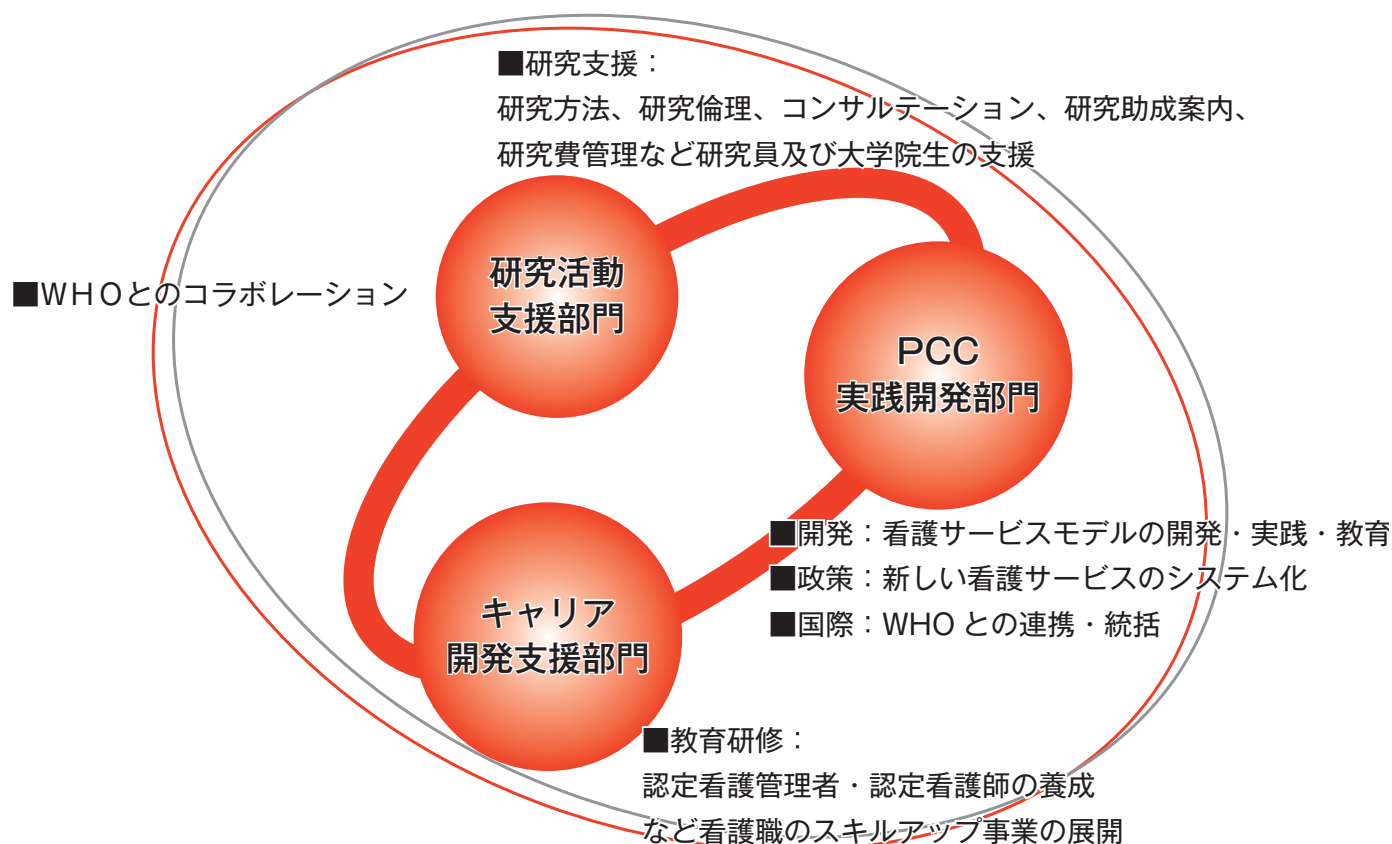 ■研究支援：
研究方法、研究倫理、コンサルテーション、研究助成案内、
研究費管理など研究員及び大学院生の支援
研究活動
支援部門
■ＷＨＯとのコラボレーション
PCC
実践開発部門
■開発：看護サービスモデルの開発・実践・教育
■政策：新しい看護サービスのシステム化
■国際：WHO との連携・統括
キャリア
開発支援部門
■教育研修：
認定看護管理者・認定看護師の養成
など看護職のスキルアップ事業の展開